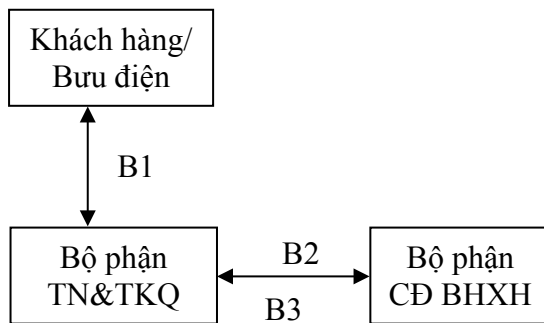 Khách hàng/
Bưu điện
B1
Bộ phận
TN&TKQ
B2
B3
Bộ phận
CĐ BHXH